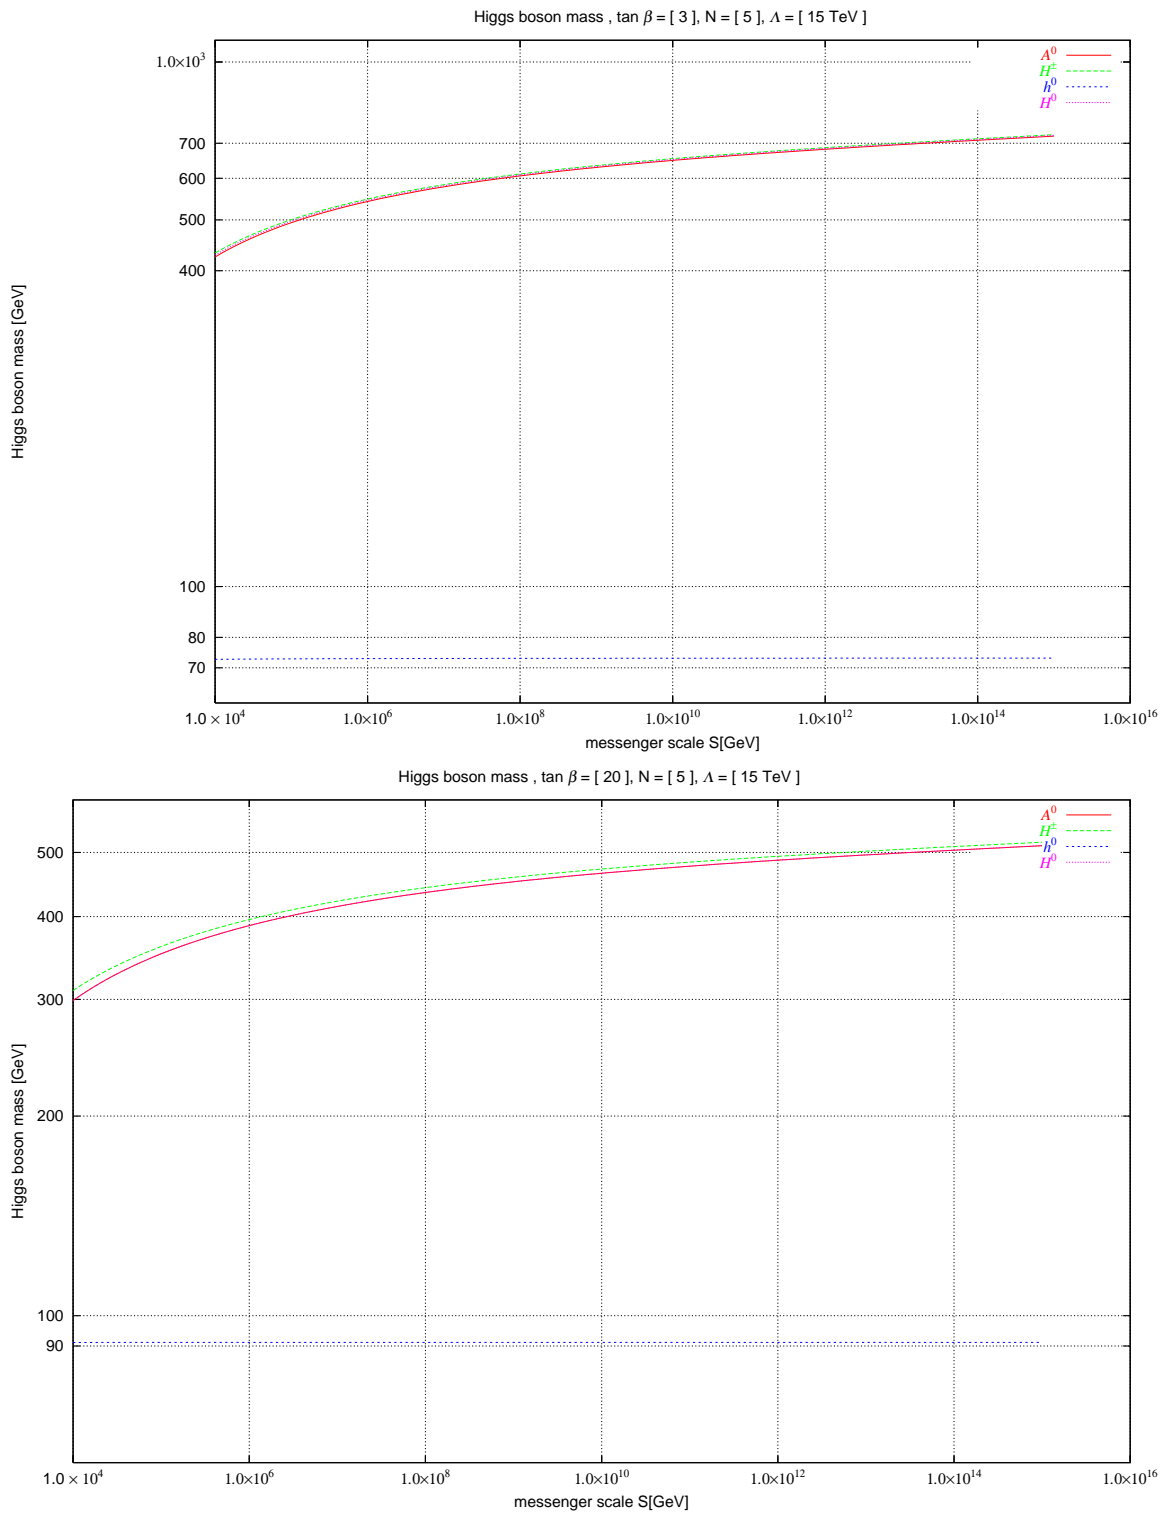 Higgs boson mass , tan β = [ 3 ], N = [ 5 ], Λ = [ 15 TeV ]
A⁰
H±
h⁰
H⁰
1.0×10³
700
600
500
400
100
80
70
Higgs boson mass [GeV]
1.0 × 10⁴ 1.0×10⁶ 1.0×10⁸ 1.0×10¹⁰ 1.0×10¹² 1.0×10¹⁴ 1.0×10¹⁶
messenger scale S[GeV]
Higgs boson mass , tan β = [ 20 ], N = [ 5 ], Λ = [ 15 TeV ]
A⁰
H±
h⁰
H⁰
500
400
300
200
100
90
Higgs boson mass [GeV]
1.0 × 10⁴ 1.0×10⁶ 1.0×10⁸ 1.0×10¹⁰ 1.0×10¹² 1.0×10¹⁴ 1.0×10¹⁶
messenger scale S[GeV]